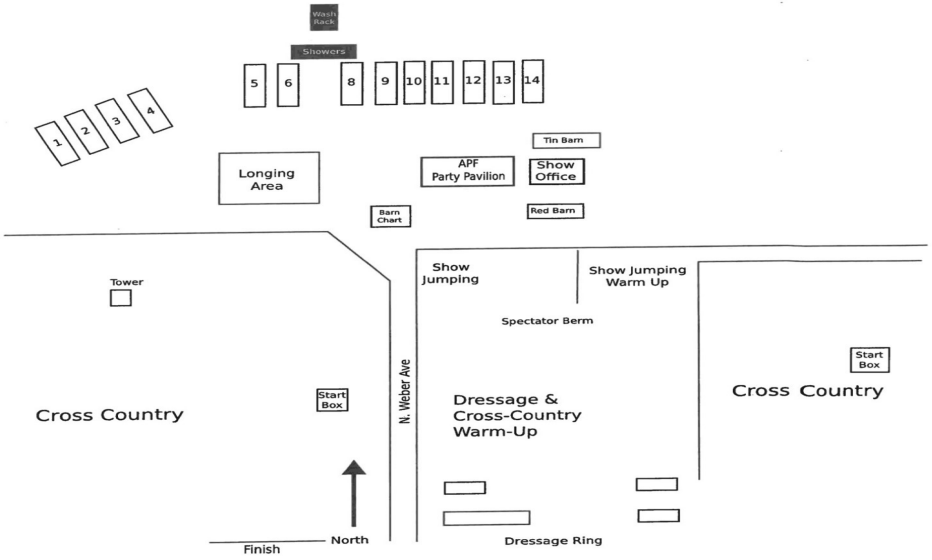 Wash
Rack
Showers
5
6
8
9
10
11
12
13
14
1
2
3
4
Tin Barn
Longing
Area
APF
Party Pavilion
Show
Office
Barn
Chart
Red Barn
Show
Jumping
Show Jumping
Warm Up
Tower
Spectator Berm
Start
Box
N. Weber Ave
Cross Country
Start
Box
Dressage &
Cross-Country
Warm-Up
Cross Country
North
Finish
Dressage Ring